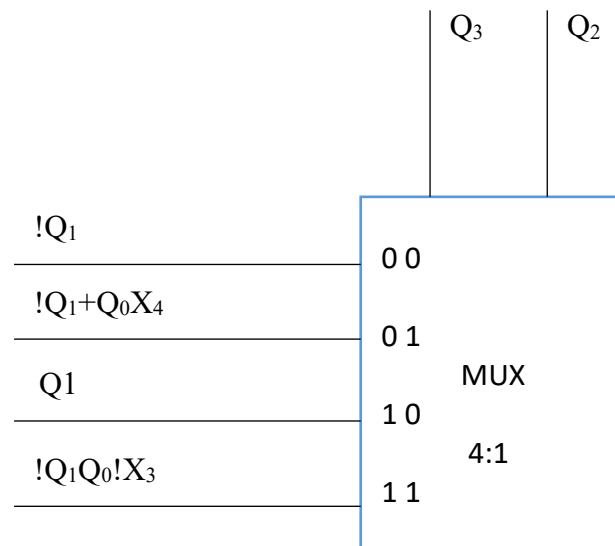 Q₃ Q₂
!Q₁
0 0
!Q₁+Q₀X₄
0 1
Q1
MUX
1 0
4:1
!Q₁Q₀!X₃
1 1